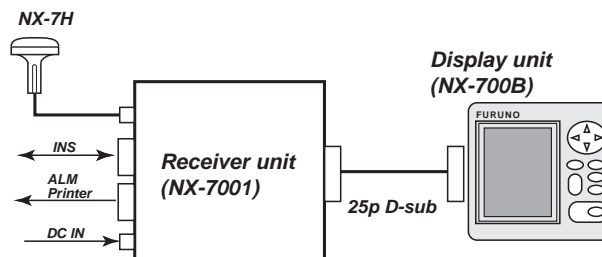 NX-7H
Display unit
(NX-700B)
FURUNO
INS
ALM
Printer
DC IN
Receiver unit
(NX-7001)
25p D-sub